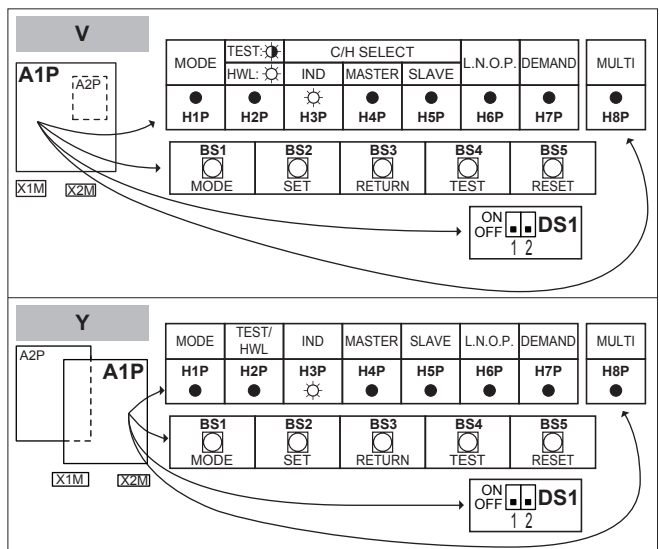 V
A1P
A2P
X1M X2M
MODE TEST: C/H SELECT L.N.O.P. DEMAND MULTI
HWL: IND MASTER SLAVE
H1P H2P H3P H4P H5P H6P H7P H8P
BS1 BS2 BS3 BS4 BS5
MODE SET RETURN TEST RESET
ON
OFF DS1
1 2
Y
A2P
A1P
X1M X2M
MODE TEST/ IND MASTER SLAVE L.N.O.P. DEMAND MULTI
HWL
H1P H2P H3P H4P H5P H6P H7P H8P
BS1 BS2 BS3 BS4 BS5
MODE SET RETURN TEST RESET
ON
OFF DS1
1 2